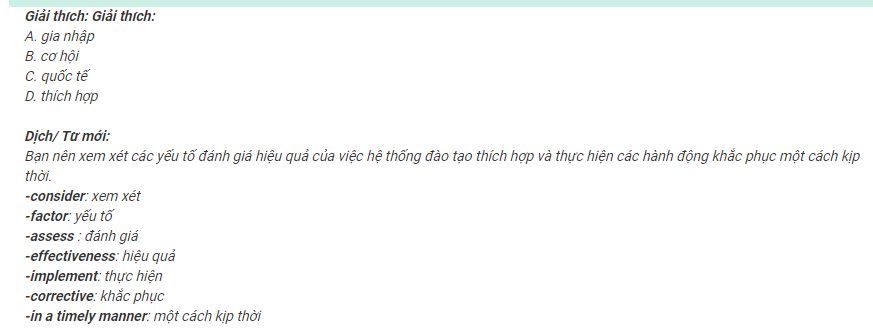 Giải thích: Giải thích:
A. gia nhập
B. cơ hội
C. quốc tế
D. thích hợp
Dịch/ Từ mới:
Bạn nên xem xét các yếu tố đánh giá hiệu quả của việc hệ thống đào tạo thích hợp và thực hiện các hành động khắc phục một cách kịp
thời.
-consider: xem xét
-factor: yếu tố
-assess : đánh giá
-effectiveness: hiệu quả
-implement: thực hiện
-corrective: khắc phục
-in a timely manner: một cách kịp thời